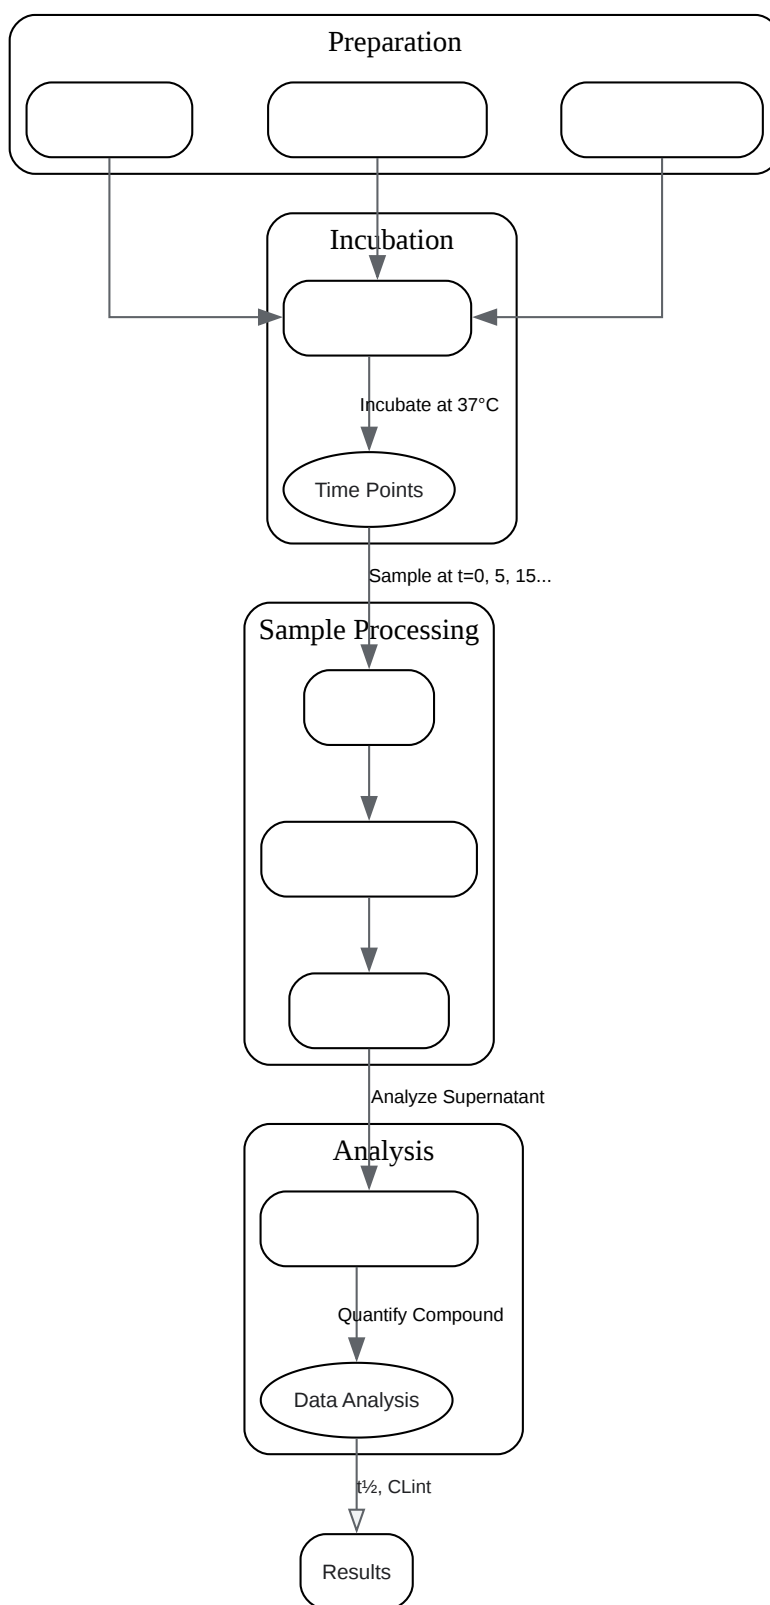 Preparation
Incubation
Incubate at 37°C
Time Points
Sample at t=0, 5, 15...
Sample Processing
Analyze Supernatant
Analysis
Quantify Compound
Data Analysis
t½, CLint
Results